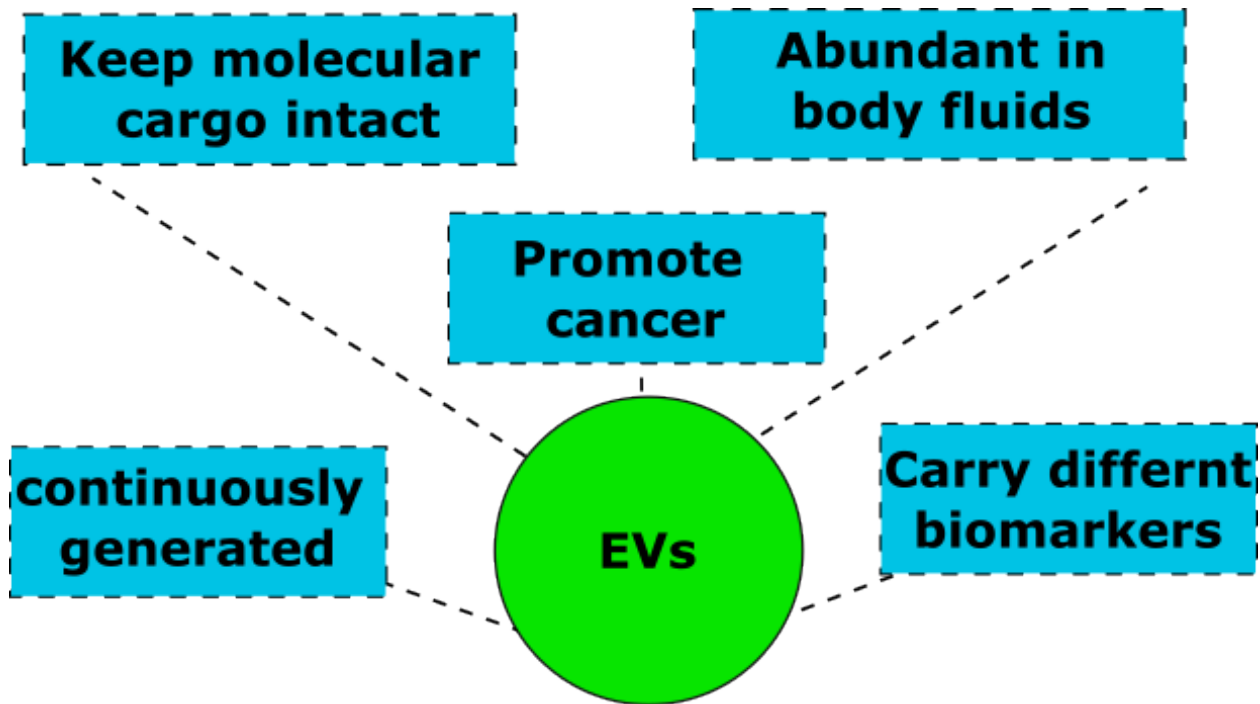 Keep molecular
cargo intact
Abundant in
body fluids
Promote
cancer
continuously
generated
EVs
Carry differnt
biomarkers